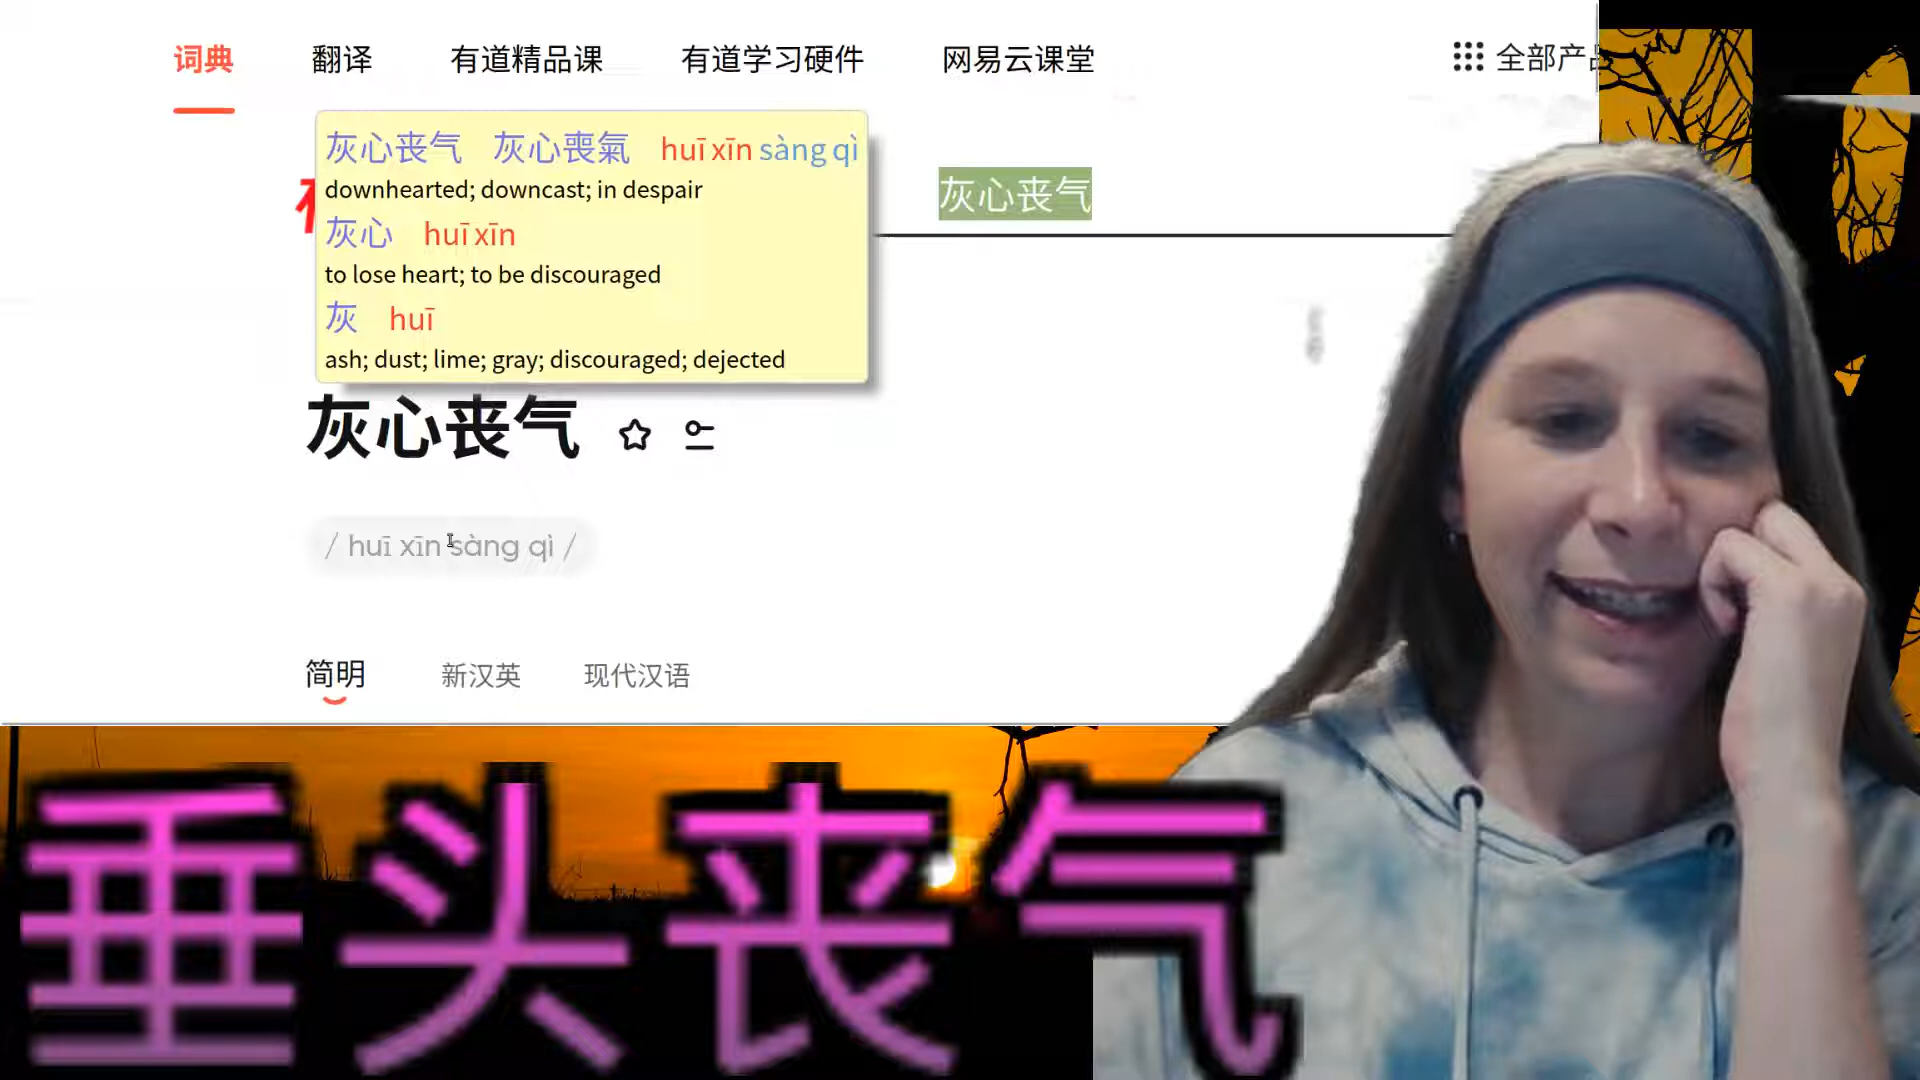 词典 翻译 有道精品课 有道学习硬件 网易云课堂 全部产品
灰心丧气 灰心喪氣 huī xīn sàng qì
downhearted; downcast; in despair
灰心 huī xīn
to lose heart; to be discouraged
灰 huī
ash; dust; lime; gray; discouraged; dejected
灰心丧气
灰心丧气
/ huī xīn sàng qì /
简明 新汉英 现代汉语
垂头丧气